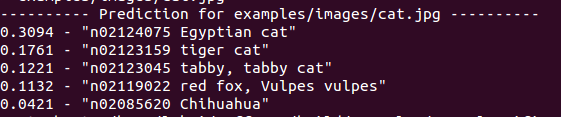 ---------- Prediction for examples/images/cat.jpg ----------
0.3094 - "n02124075 Egyptian cat"
0.1761 - "n02123159 tiger cat"
0.1221 - "n02123045 tabby, tabby cat"
0.1132 - "n02119022 red fox, Vulpes vulpes"
0.0421 - "n02085620 Chihuahua"